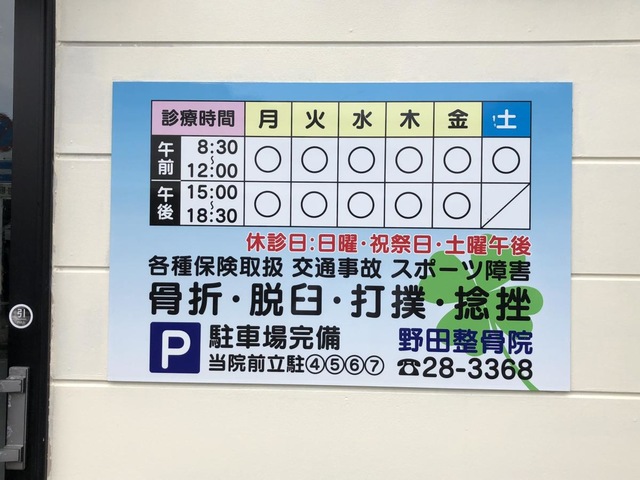 診療時間 月 火 水 木 金 土
午前 8:30～12:00 ○ ○ ○ ○ ○ ○
午後 15:00～18:30 ○ ○ ○ ○ ○ ／
休診日:日曜・祝祭日・土曜午後
各種保険取扱 交通事故 スポーツ障害
骨折・脱臼・打撲・捻挫
P 駐車場完備 野田整骨院
当院前立駐④⑤⑥⑦ ☎28-3368